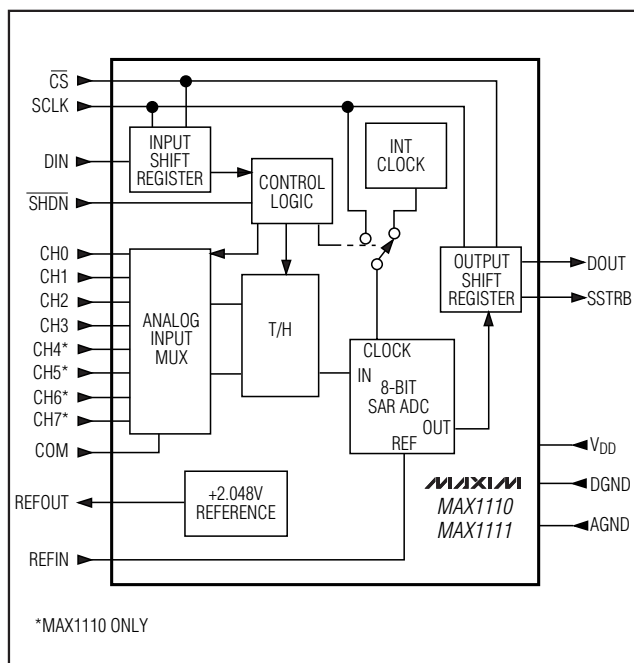 CS
SCLK
DIN
SHDN
CH0
CH1
CH2
CH3
CH4*
CH5*
CH6*
CH7*
COM
REFOUT
REFIN
INPUT
SHIFT
REGISTER
CONTROL
LOGIC
INT
CLOCK
ANALOG
INPUT
MUX
T/H
CLOCK
IN
8-BIT
SAR ADC
OUT
REF
OUTPUT
SHIFT
REGISTER
+2.048V
REFERENCE
DOUT
SSTRB
VDD
DGND
AGND
MAXIM
MAX1110
MAX1111
*MAX1110 ONLY